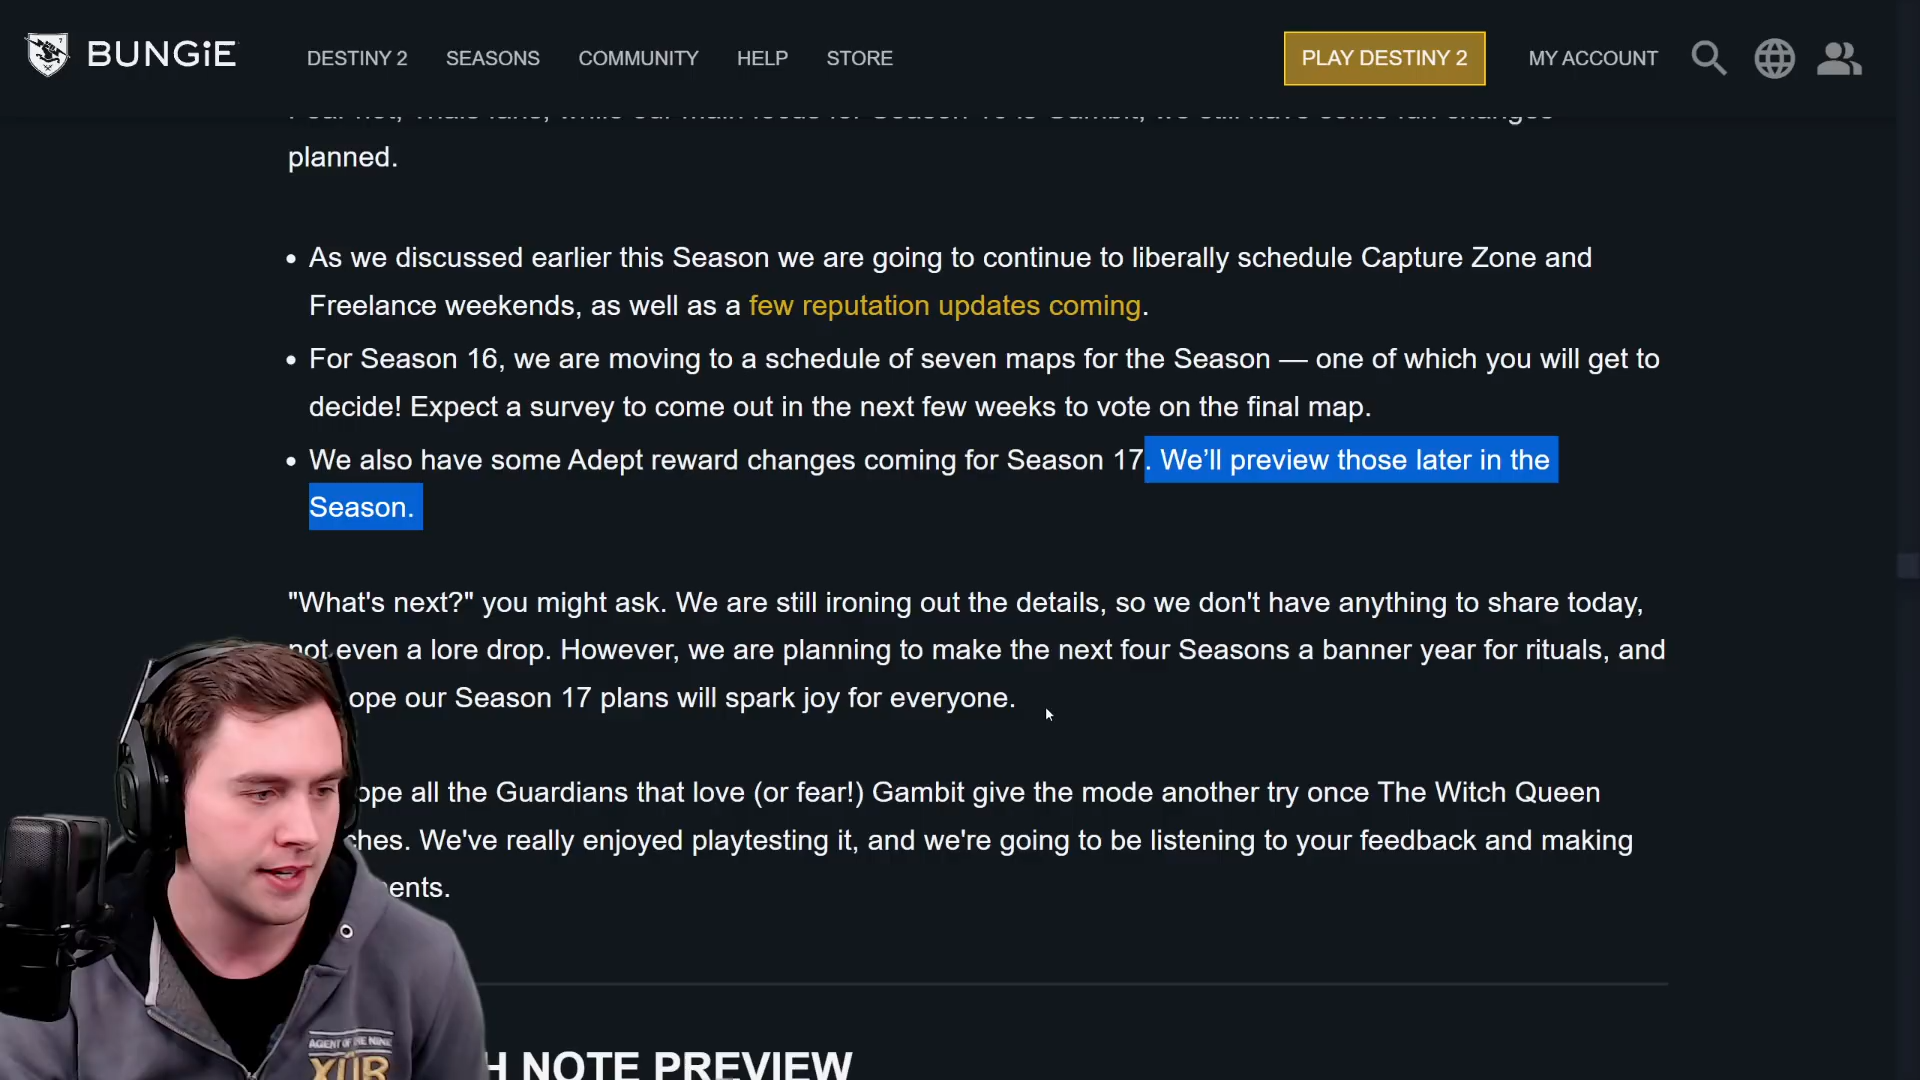 BUNGiE
DESTINY 2 SEASONS COMMUNITY HELP STORE
PLAY DESTINY 2 MY ACCOUNT
planned.
• As we discussed earlier this Season we are going to continue to liberally schedule Capture Zone and
Freelance weekends, as well as a few reputation updates coming.
• For Season 16, we are moving to a schedule of seven maps for the Season — one of which you will get to
decide! Expect a survey to come out in the next few weeks to vote on the final map.
• We also have some Adept reward changes coming for Season 17. We’ll preview those later in the
Season.
"What's next?" you might ask. We are still ironing out the details, so we don't have anything to share today,
not even a lore drop. However, we are planning to make the next four Seasons a banner year for rituals, and
ope our Season 17 plans will spark joy for everyone.
ope all the Guardians that love (or fear!) Gambit give the mode another try once The Witch Queen
ches. We've really enjoyed playtesting it, and we're going to be listening to your feedback and making
ents.
H NOTE PREVIEW
AGENT OF THE NINE
XÛR